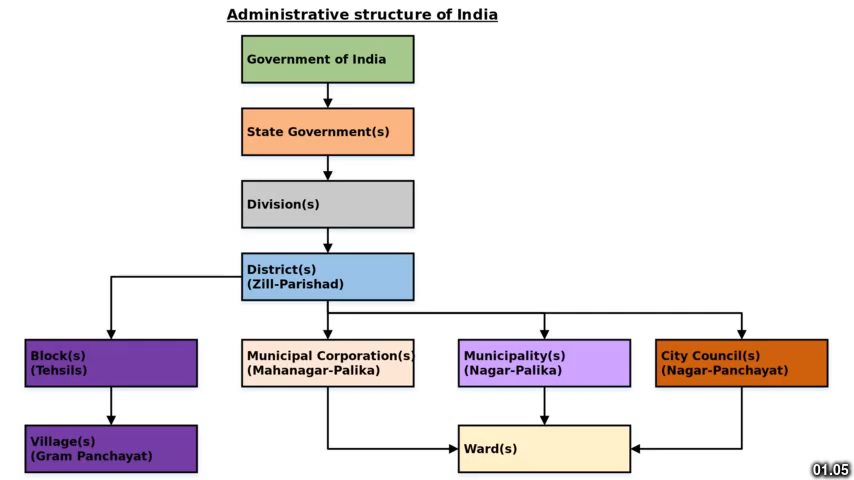 Administrative structure of India
Government of India
State Government(s)
Division(s)
District(s)
(Zill-Parishad)
Block(s)
(Tehsils)
Municipal Corporation(s)
(Mahanagar-Palika)
Municipality(s)
(Nagar-Palika)
City Council(s)
(Nagar-Panchayat)
Village(s)
(Gram Panchayat)
Ward(s)
01.05